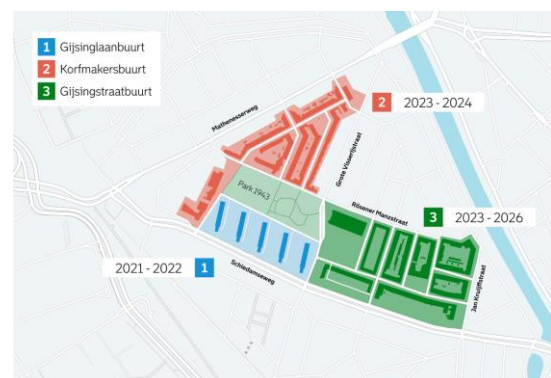 1 Gijsinglaanbuurt
2 Korfmakersbuurt
3 Gijsingstraatbuurt
2 2023 - 2024
Mathenesserweg
Grote Visserijstraat
Park 1943
Rösener Manzstraat
3 2023 - 2026
2021 - 2022 1
Schiedamseweg
Jan Kruijffstraat